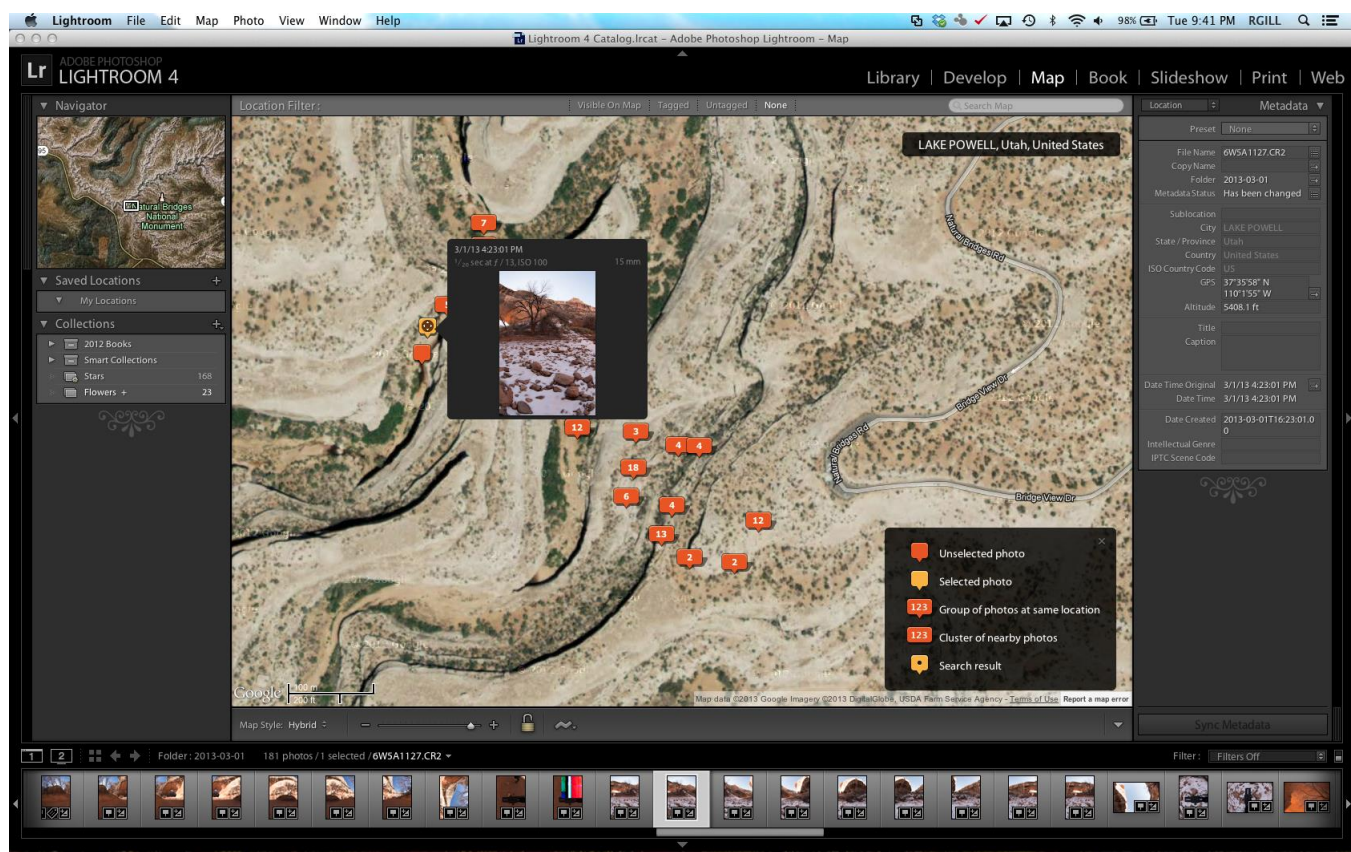 Lightroom File Edit Map Photo View Window Help
98% Tue 9:41 PM RGILL
Lightroom 4 Catalog.lrcat – Adobe Photoshop Lightroom – Map
Lr ADOBE PHOTOSHOP
LIGHTROOM 4
Library | Develop | Map | Book | Slideshow | Print | Web
Navigator
95
Natural Bridges
National
Monument
Saved Locations +
My Locations
Collections +
2012 Books
Smart Collections
Stars 168
Flowers + 23
Location Filter:
Visible On Map Tagged Untagged None
Search Map
LAKE POWELL, Utah, United States
Natural Bridges Rd
Bridge View Dr
Natural Bridges Rd
Bridge View Dr
7
3/1/13 4:23:01 PM
sec at ƒ / 13, ISO 100 15 mm
12
3
4
4
18
6
4
12
13
2
2
Unselected photo
Selected photo
123 Group of photos at same location
123 Cluster of nearby photos
Search result
Google
200 ft
Map data ©2013 Google Imagery ©2013 DigitalGlobe, USDA Farm Service Agency - Terms of Use Report a map error
Map Style: Hybrid
Location Metadata
Preset None
File Name 6W5A1127.CR2
Copy Name
Folder 2013-03-01
Metadata Status Has been changed
Sublocation
City LAKE POWELL
State / Province Utah
Country United States
ISO Country Code US
GPS 37°35'58" N
110°1'55" W
Altitude 5408.1 ft
Title
Caption
Date Time Original 3/1/13 4:23:01 PM
Date Time 3/1/13 4:23:01 PM
Date Created 2013-03-01T16:23:01.0
0
Intellectual Genre
IPTC Scene Code
Sync Metadata
1 2 Folder: 2013-03-01 181 photos / 1 selected / 6W5A1127.CR2
Filter: Filters Off